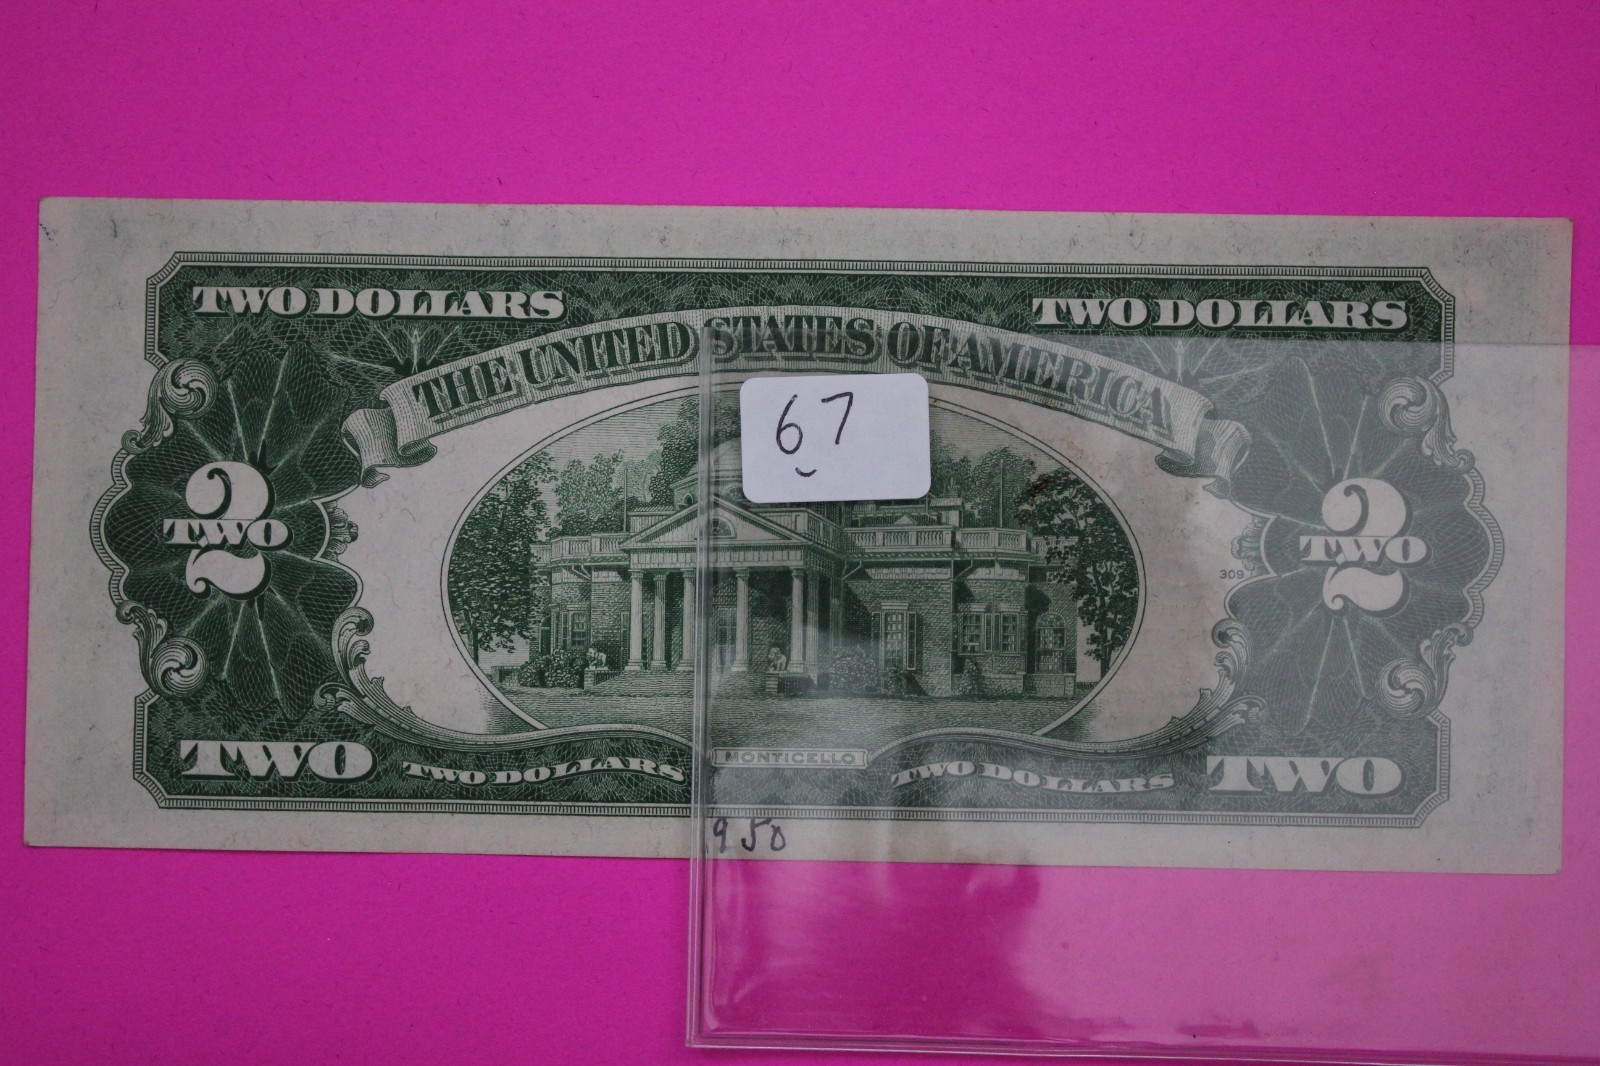 TWO DOLLARS TWO DOLLARS
THE UNITED STATES OF AMERICA
67
2 TWO 2 TWO
309
TWO TWO DOLLARS MONTICELLO TWO DOLLARS TWO
1950